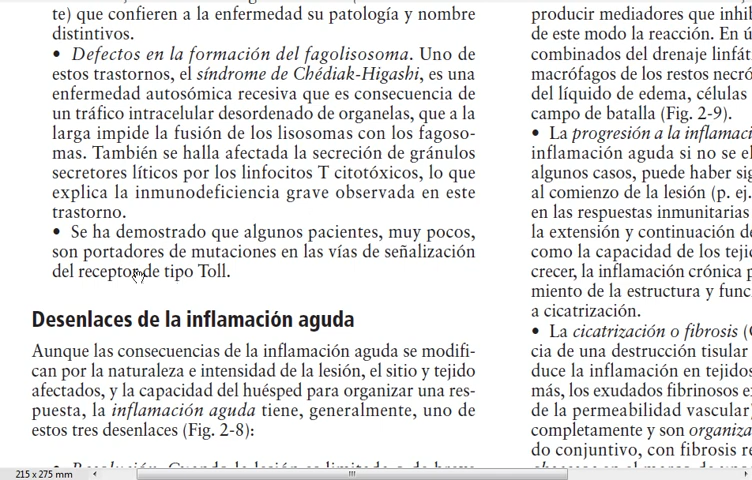 te) que confieren a la enfermedad su patología y nombre
distintivos.
• Defectos en la formación del fagolisosoma. Uno de
estos trastornos, el síndrome de Chédiak-Higashi, es una
enfermedad autosómica recesiva que es consecuencia de
un tráfico intracelular desordenado de organelas, que a la
larga impide la fusión de los lisosomas con los fagoso-
mas. También se halla afectada la secreción de gránulos
secretores líticos por los linfocitos T citotóxicos, lo que
explica la inmunodeficiencia grave observada en este
trastorno.
• Se ha demostrado que algunos pacientes, muy pocos,
son portadores de mutaciones en las vías de señalización
del receptor de tipo Toll.
Desenlaces de la inflamación aguda
Aunque las consecuencias de la inflamación aguda se modifi-
can por la naturaleza e intensidad de la lesión, el sitio y tejido
afectados, y la capacidad del huésped para organizar una res-
puesta, la inflamación aguda tiene, generalmente, uno de
estos tres desenlaces (Fig. 2-8):
• Resolución. Cuando la lesión es limitada o de breve
producir mediadores que inhi
de este modo la reacción. En ú
combinados del drenaje linfát
macrófagos de los restos necró
del líquido de edema, células
campo de batalla (Fig. 2-9).
• La progresión a la inflamaci
inflamación aguda si no se el
algunos casos, puede haber sig
al comienzo de la lesión (p. ej.
en las respuestas inmunitarias
la extensión y continuación de
como la capacidad de los teji
crecer, la inflamación crónica p
miento de la estructura y func
a cicatrización.
• La cicatrización o fibrosis (
cia de una destrucción tisular
duce la inflamación en tejidos
más, los exudados fibrinosos e
de la permeabilidad vascular)
completamente y son organiza
do conjuntivo, con fibrosis re
215 x 275 mm